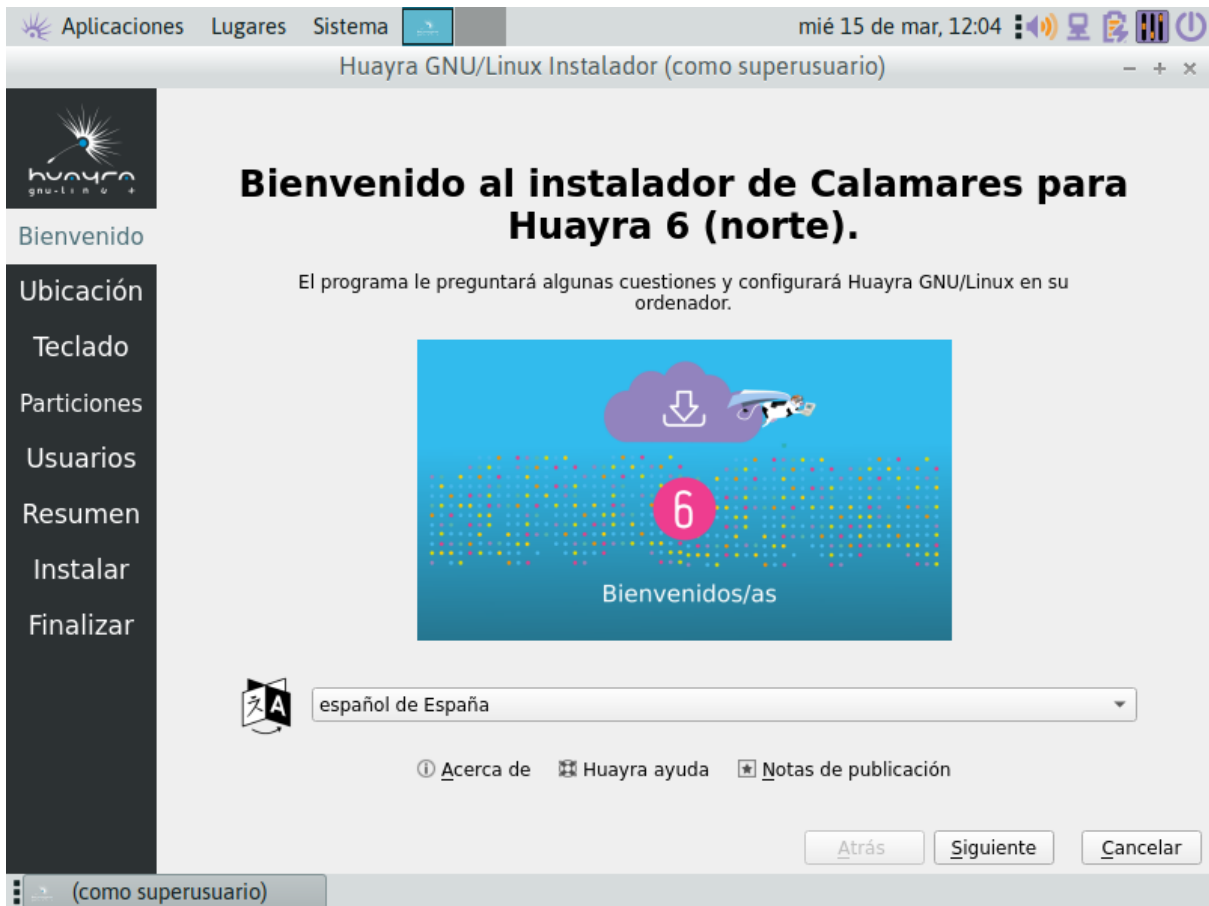 Aplicaciones Lugares Sistema mié 15 de mar, 12:04
Huayra GNU/Linux Instalador (como superusuario)
huayra
gnu-linux
Bienvenido
Ubicación
Teclado
Particiones
Usuarios
Resumen
Instalar
Finalizar
Bienvenido al instalador de Calamares para
Huayra 6 (norte).
El programa le preguntará algunas cuestiones y configurará Huayra GNU/Linux en su
ordenador.
6
Bienvenidos/as
A
español de España
Acerca de Huayra ayuda Notas de publicación
Atrás Siguiente Cancelar
(como superusuario)